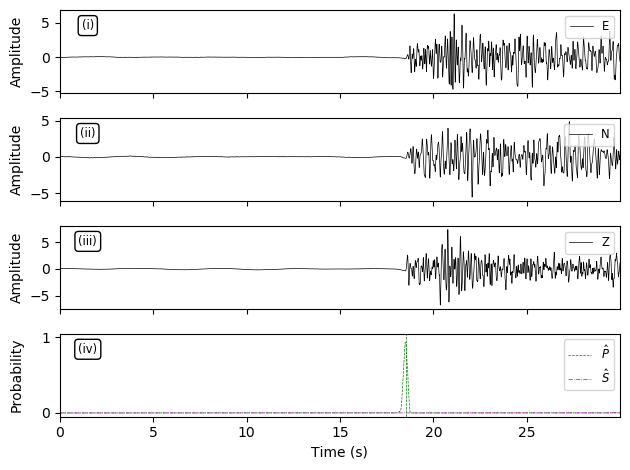 Amplitude
5
0
−5
(i)
E
Amplitude
5
0
−5
(ii)
N
Amplitude
5
0
−5
(iii)
Z
Probability
1
0
(iv)
P̂
Ŝ
0 5 10 15 20 25
Time (s)